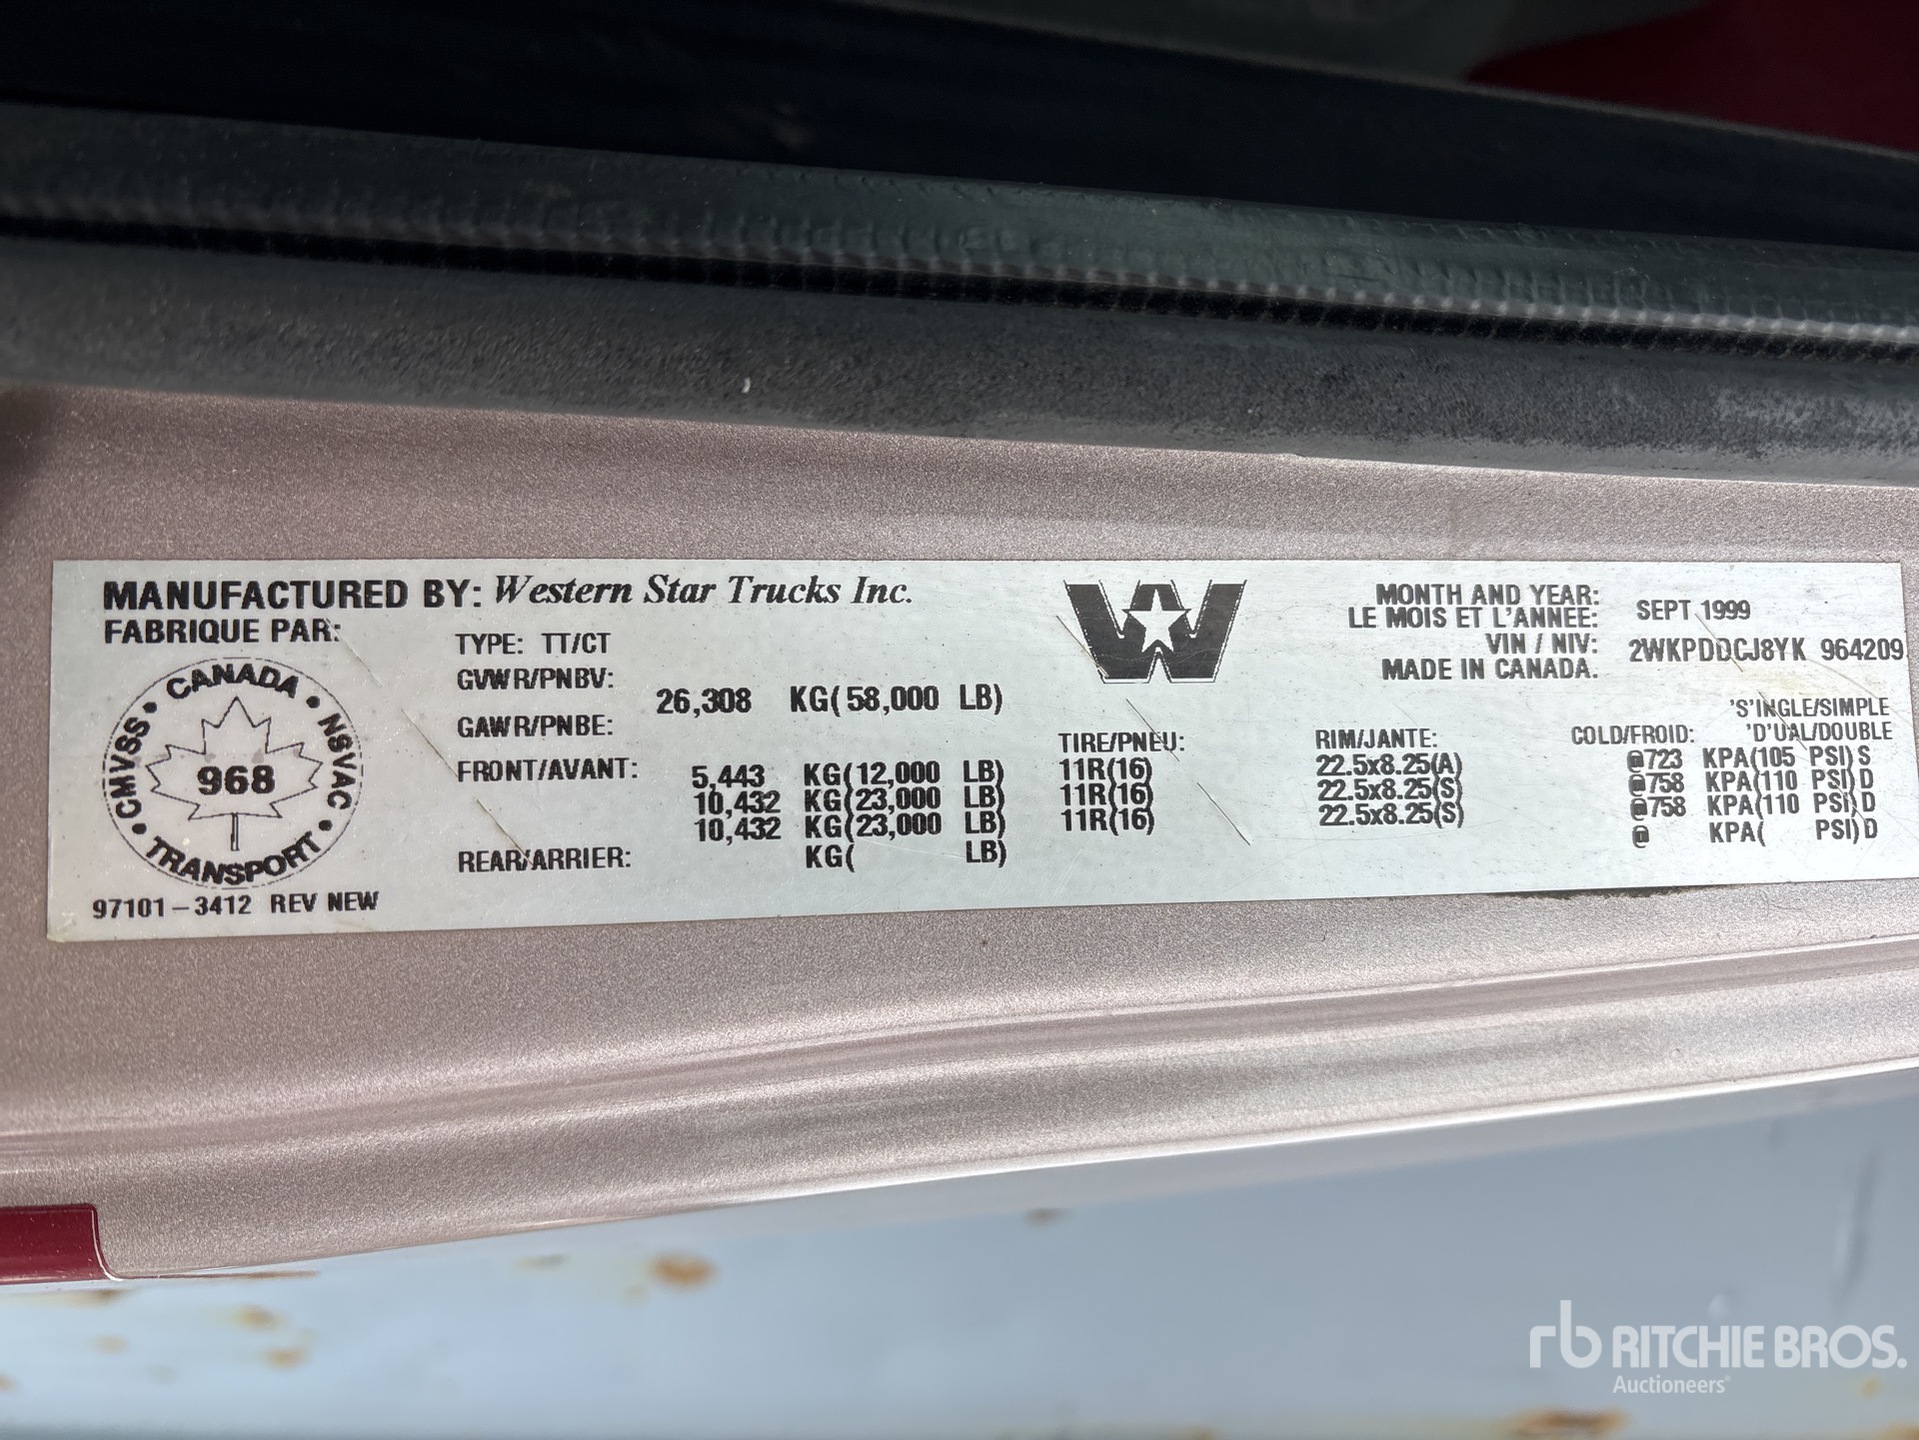 MANUFACTURED BY: Western Star Trucks Inc.
FABRIQUE PAR:
CANADA
• CMVSS • • NSVAC •
968
TRANSPORT
97101-3412 REV NEW
TYPE: TT/CT
GVWR/PNBV:
26,308 KG(58,000 LB)
GAWR/PNBE:
FRONT/AVANT: 5,443 KG(12,000 LB)
10,432 KG(23,000 LB)
10,432 KG(23,000 LB)
REAR/ARRIER: KG( LB)
W
MONTH AND YEAR:
LE MOIS ET L'ANNEE: SEPT 1999
VIN / NIV: 2WKPDDCJ8YK 964209
MADE IN CANADA.
TIRE/PNEU:
11R(16)
11R(16)
11R(16)
RIM/JANTE:
22.5x8.25(A)
22.5x8.25(S)
22.5x8.25(S)
'S'INGLE/SIMPLE
COLD/FROID: 'D'UAL/DOUBLE
@723 KPA(105 PSI) S
@758 KPA(110 PSI) D
@758 KPA(110 PSI) D
@ KPA( PSI) D
rb RITCHIE BROS.
Auctioneers